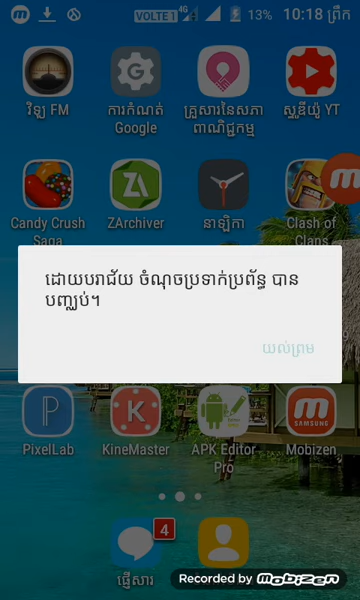 VOLTE 1 4G 13% 10:18 ព្រឹក
វិទ្យុ FM
ការកំណត់ Google
គ្រួសារនៃសភា ពាណិជ្ជកម្ម
ស្ទូឌីយ៉ូ YT
Candy Crush Saga
ZArchiver
នាឡិកា
Clash of Clans
ដោយបរាជ័យ ចំណុចប្រទាក់ប្រព័ន្ធ បាន
បញ្ឈប់។
យល់ព្រម
PixelLab
KineMaster
APK Editor Pro
Mobizen
SAMSUNG
4
ផ្ញើសារ
Recorded by Mobizen